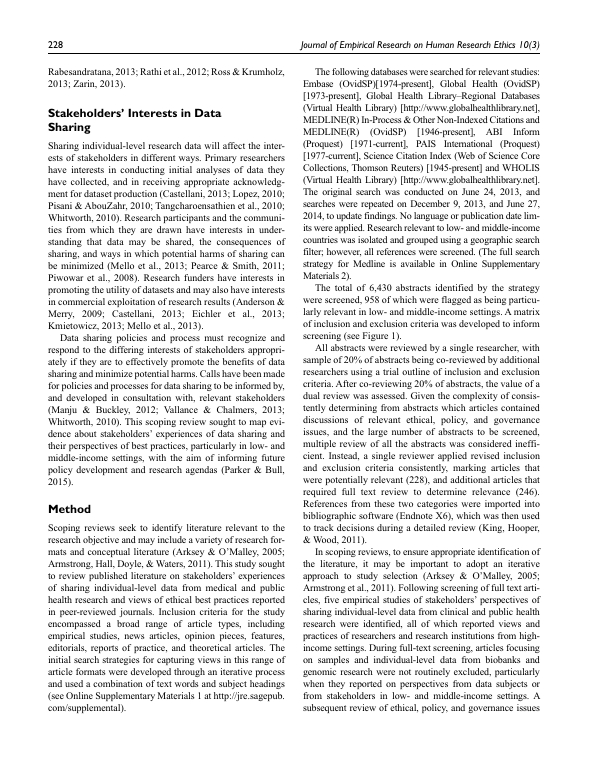 228
Journal of Empirical Research on Human Research Ethics 10(3)
Rabesandratana, 2013; Rathi et al., 2012; Ross & Krumholz,
2013; Zarin, 2013).
Stakeholders' Interests in Data
Sharing
Sharing individual-level research data will affect the inter-
ests of stakeholders in different ways. Primary researchers
have interests in conducting initial analyses of data they
have collected, and in receiving appropriate acknowledg-
ment for dataset production (Castellani, 2013; Lopez, 2010;
Pisani & AbouZahr, 2010; Tangcharoensathien et al., 2010;
Whitworth, 2010). Research participants and the communi-
ties from which they are drawn have interests in under-
standing that data may be shared, the consequences of
sharing, and ways in which potential harms of sharing can
be minimized (Mello et al., 2013; Pearce & Smith, 2011;
Piwowar et al., 2008). Research funders have interests in
promoting the utility of datasets and may also have interests
in commercial exploitation of research results (Anderson &
Merry, 2009; Castellani, 2013; Eichler et al., 2013;
Kmietowicz, 2013; Mello et al., 2013).
Data sharing policies and process must recognize and
respond to the differing interests of stakeholders appropri-
ately if they are to effectively promote the benefits of data
sharing and minimize potential harms. Calls have been made
for policies and processes for data sharing to be informed by,
and developed in consultation with, relevant stakeholders
(Manju & Buckley, 2012; Vallance & Chalmers, 2013;
Whitworth, 2010). This scoping review sought to map evi-
dence about stakeholders' experiences of data sharing and
their perspectives of best practices, particularly in low- and
middle-income settings, with the aim of informing future
policy development and research agendas (Parker & Bull,
2015).
Method
Scoping reviews seek to identify literature relevant to the
research objective and may include a variety of research for-
mats and conceptual literature (Arksey & O'Malley, 2005;
Armstrong, Hall, Doyle, & Waters, 2011). This study sought
to review published literature on stakeholders' experiences
of sharing individual-level data from medical and public
health research and views of ethical best practices reported
in peer-reviewed journals. Inclusion criteria for the study
encompassed a broad range of article types, including
empirical studies, news articles, opinion pieces, features,
editorials, reports of practice, and theoretical articles. The
initial search strategies for capturing views in this range of
article formats were developed through an iterative process
and used a combination of text words and subject headings
(see Online Supplementary Materials 1 at http://jre.sagepub.
com/supplemental).
The following databases were searched for relevant studies:
Embase (OvidSP)[1974-present], Global Health (OvidSP)
[1973-present], Global Health Library–Regional Databases
(Virtual Health Library) [http://www.globalhealthlibrary.net],
MEDLINE(R) In-Process & Other Non-Indexed Citations and
MEDLINE(R) (OvidSP) [1946-present], ABI Inform
(Proquest) [1971-current], PAIS International (Proquest)
[1977-current], Science Citation Index (Web of Science Core
Collections, Thomson Reuters) [1945-present] and WHOLIS
(Virtual Health Library) [http://www.globalhealthlibrary.net].
The original search was conducted on June 24, 2013, and
searches were repeated on December 9, 2013, and June 27,
2014, to update findings. No language or publication date lim-
its were applied. Research relevant to low- and middle-income
countries was isolated and grouped using a geographic search
filter; however, all references were screened. (The full search
strategy for Medline is available in Online Supplementary
Materials 2).
The total of 6,430 abstracts identified by the strategy
were screened, 958 of which were flagged as being particu-
larly relevant in low- and middle-income settings. A matrix
of inclusion and exclusion criteria was developed to inform
screening (see Figure 1).
All abstracts were reviewed by a single researcher, with
sample of 20% of abstracts being co-reviewed by additional
researchers using a trial outline of inclusion and exclusion
criteria. After co-reviewing 20% of abstracts, the value of a
dual review was assessed. Given the complexity of consis-
tently determining from abstracts which articles contained
discussions of relevant ethical, policy, and governance
issues, and the large number of abstracts to be screened,
multiple review of all the abstracts was considered ineffi-
cient. Instead, a single reviewer applied revised inclusion
and exclusion criteria consistently, marking articles that
were potentially relevant (228), and additional articles that
required full text review to determine relevance (246).
References from these two categories were imported into
bibliographic software (Endnote X6), which was then used
to track decisions during a detailed review (King, Hooper,
& Wood, 2011).
In scoping reviews, to ensure appropriate identification of
the literature, it may be important to adopt an iterative
approach to study selection (Arksey & O'Malley, 2005;
Armstrong et al., 2011). Following screening of full text arti-
cles, five empirical studies of stakeholders' perspectives of
sharing individual-level data from clinical and public health
research were identified, all of which reported views and
practices of researchers and research institutions from high-
income settings. During full-text screening, articles focusing
on samples and individual-level data from biobanks and
genomic research were not routinely excluded, particularly
when they reported on perspectives from data subjects or
from stakeholders in low- and middle-income settings. A
subsequent review of ethical, policy, and governance issues